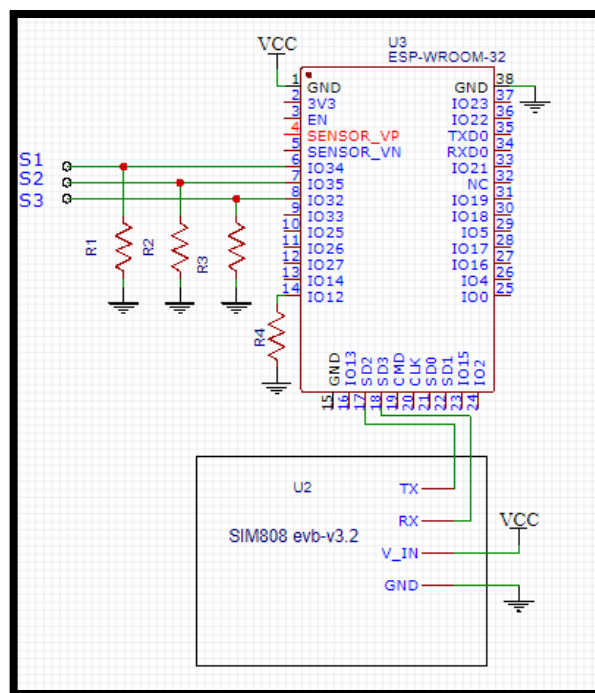 U3
ESP-WROOM-32
VCC
1 GND GND 38
2 3V3 IO23 37
3 EN IO22 36
4 SENSOR_VP TXD0 35
5 SENSOR_VN RXD0 34
S1 6 IO34 IO21 33
S2 7 IO35 NC 32
S3 8 IO32 IO19 31
9 IO33 IO18 30
10 IO25 IO5 29
11 IO26 IO17 28
12 IO27 IO16 27
13 IO14 IO4 26
14 IO12 IO0 25
R1
R2
R3
R4
GND IO13 SD2 SD3 CMD CLK SD0 SD1 IO15 IO2
15 16 17 18 19 20 21 22 23 24
U2
TX
RX
SIM808 evb-v3.2
VCC
V_IN
GND